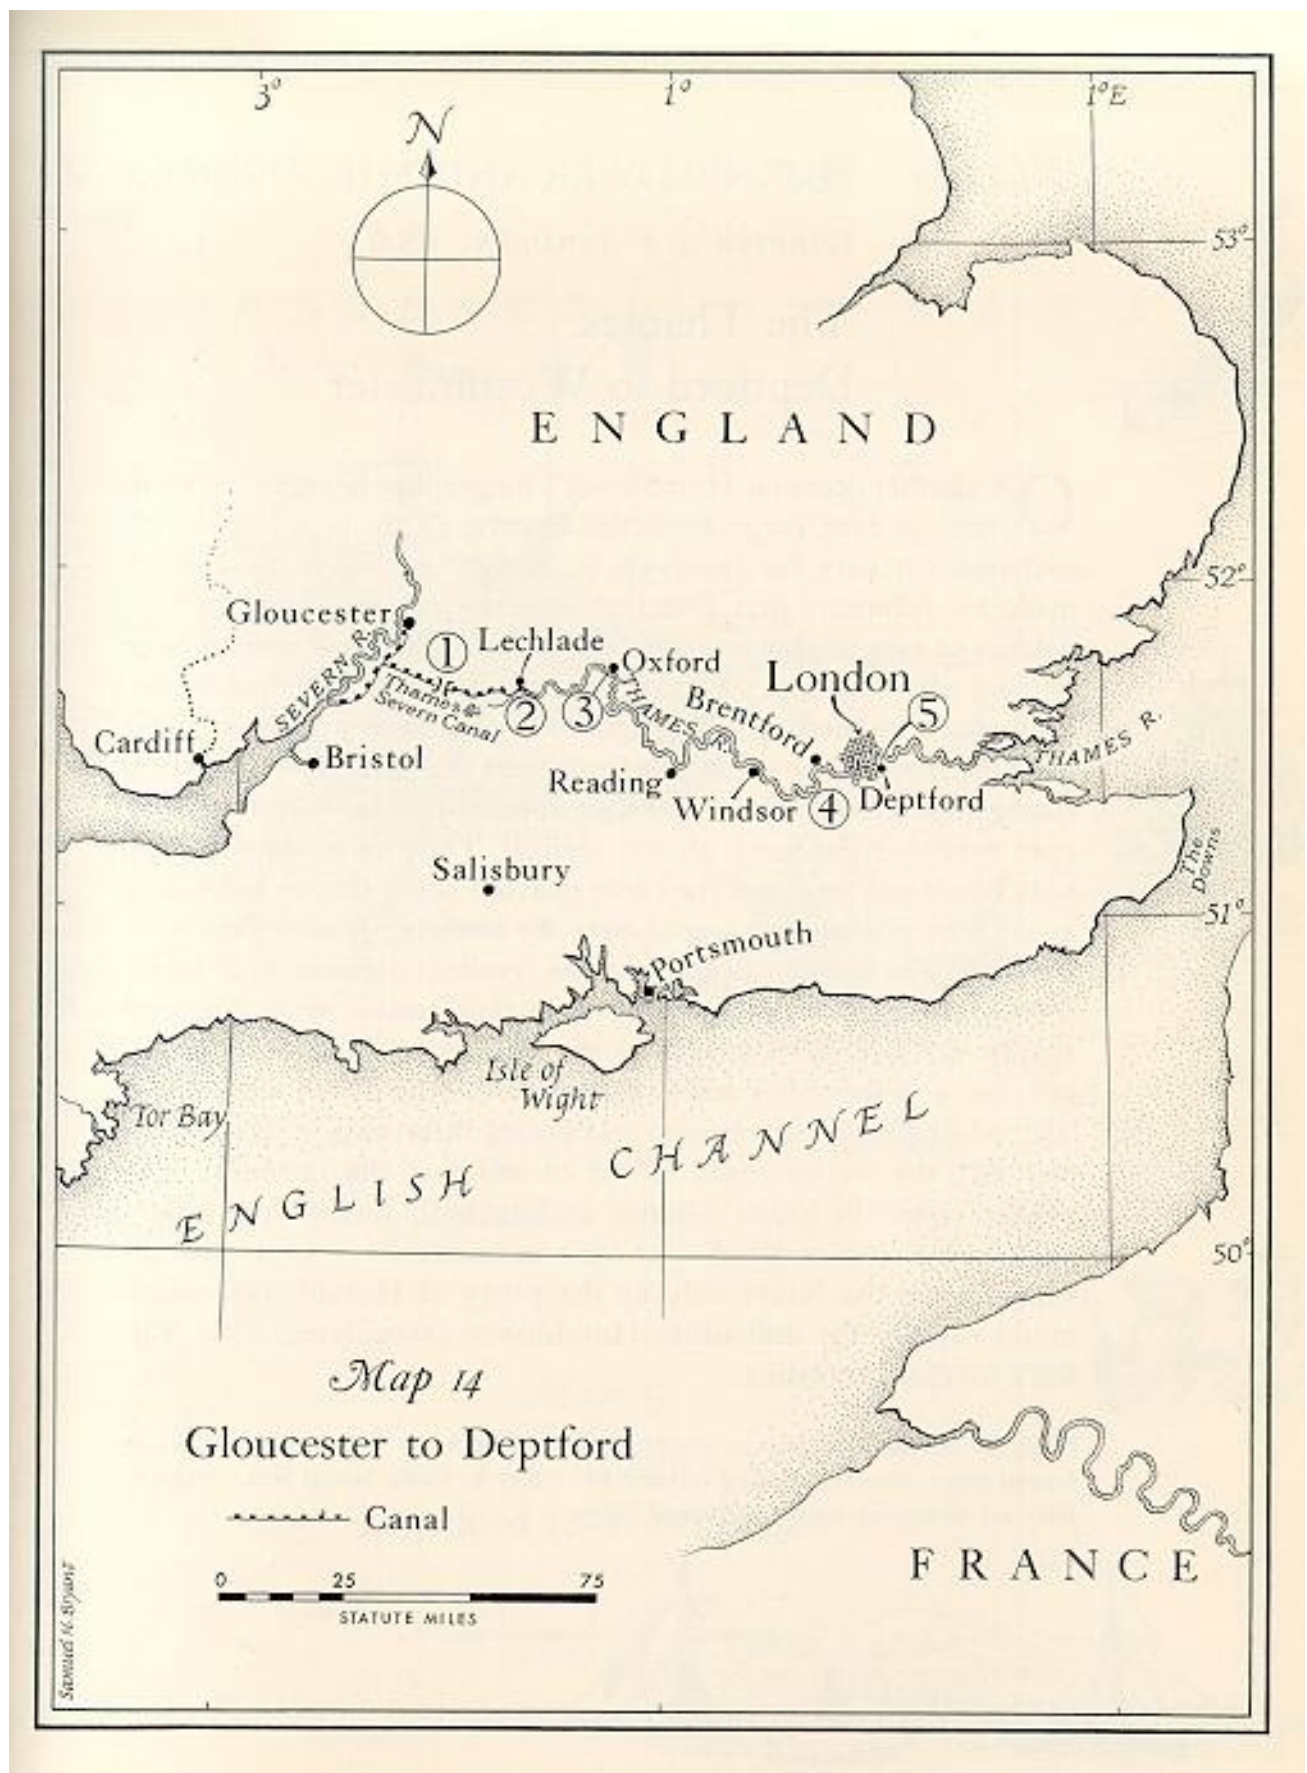 3° 1° 1°E
N
53°
ENGLAND
52°
Gloucester
SEVERN R.
1
Lechlade
Oxford
London
Thames &
Severn Canal
2
3
THAMES R.
Brentford
5
THAMES R.
Cardiff
Bristol
Reading
Windsor
4
Deptford
The
Downs
Salisbury
51°
Portsmouth
Isle of
Wight
Tor Bay
ENGLISH CHANNEL
50°
Map 14
Gloucester to Deptford
Canal
0 25 75
STATUTE MILES
FRANCE
Samuel H. Bryant